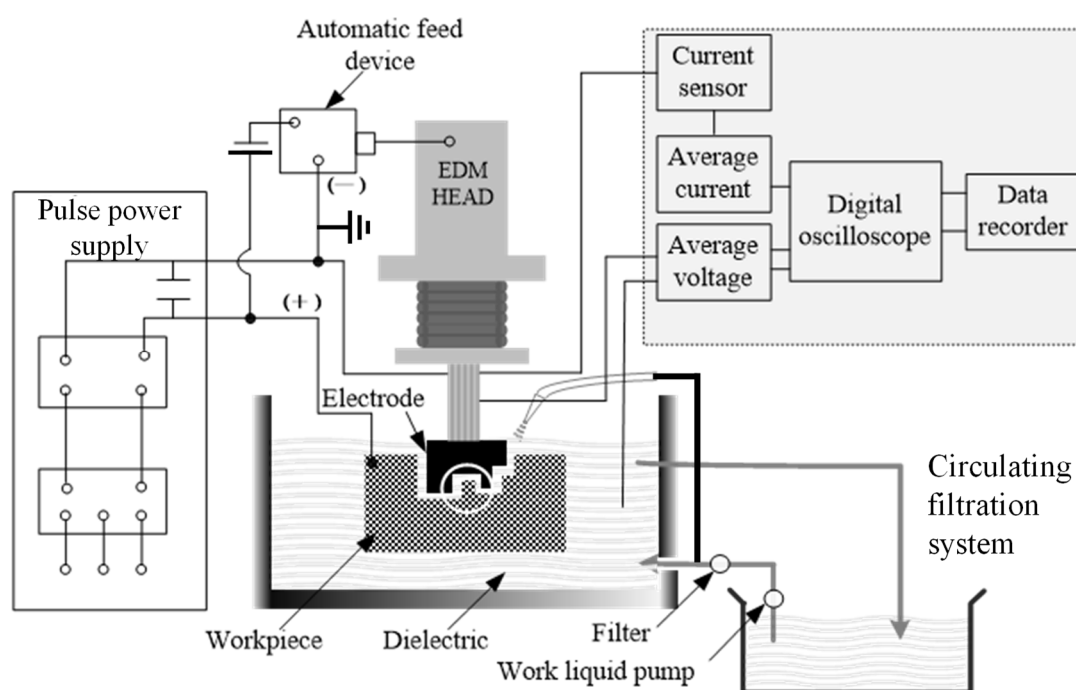 Automatic feed
device
Current
sensor
EDM
HEAD
(—)
Average
current
Digital
oscilloscope
Data
recorder
Pulse power
supply
Average
voltage
(+)
Electrode
Circulating
filtration
system
Workpiece
Dielectric
Filter
Work liquid pump